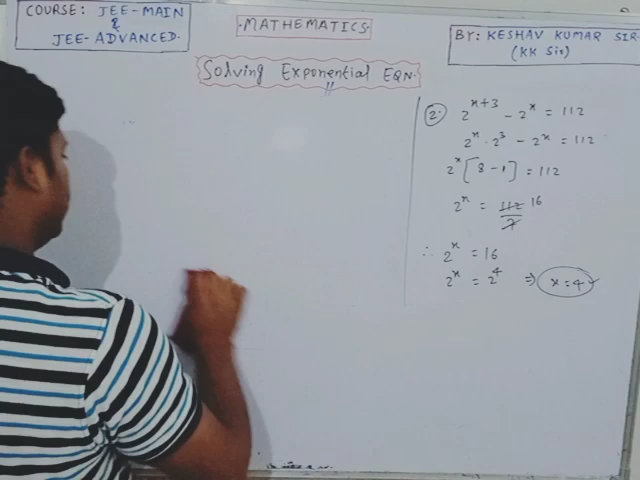 COURSE: JEE-MAIN
&
JEE-ADVANCED.
.MATHEMATICS.
BY: KESHAV KUMAR SIR.
(KK Sir)
Solving Exponential EQN.
② 2^{x+3} - 2^x = 112
2^x · 2^3 - 2^x = 112
2^x [8 - 1] = 112
2^x = 112/7 16
∴ 2^x = 16
2^x = 2^4 ⇒ x = 4